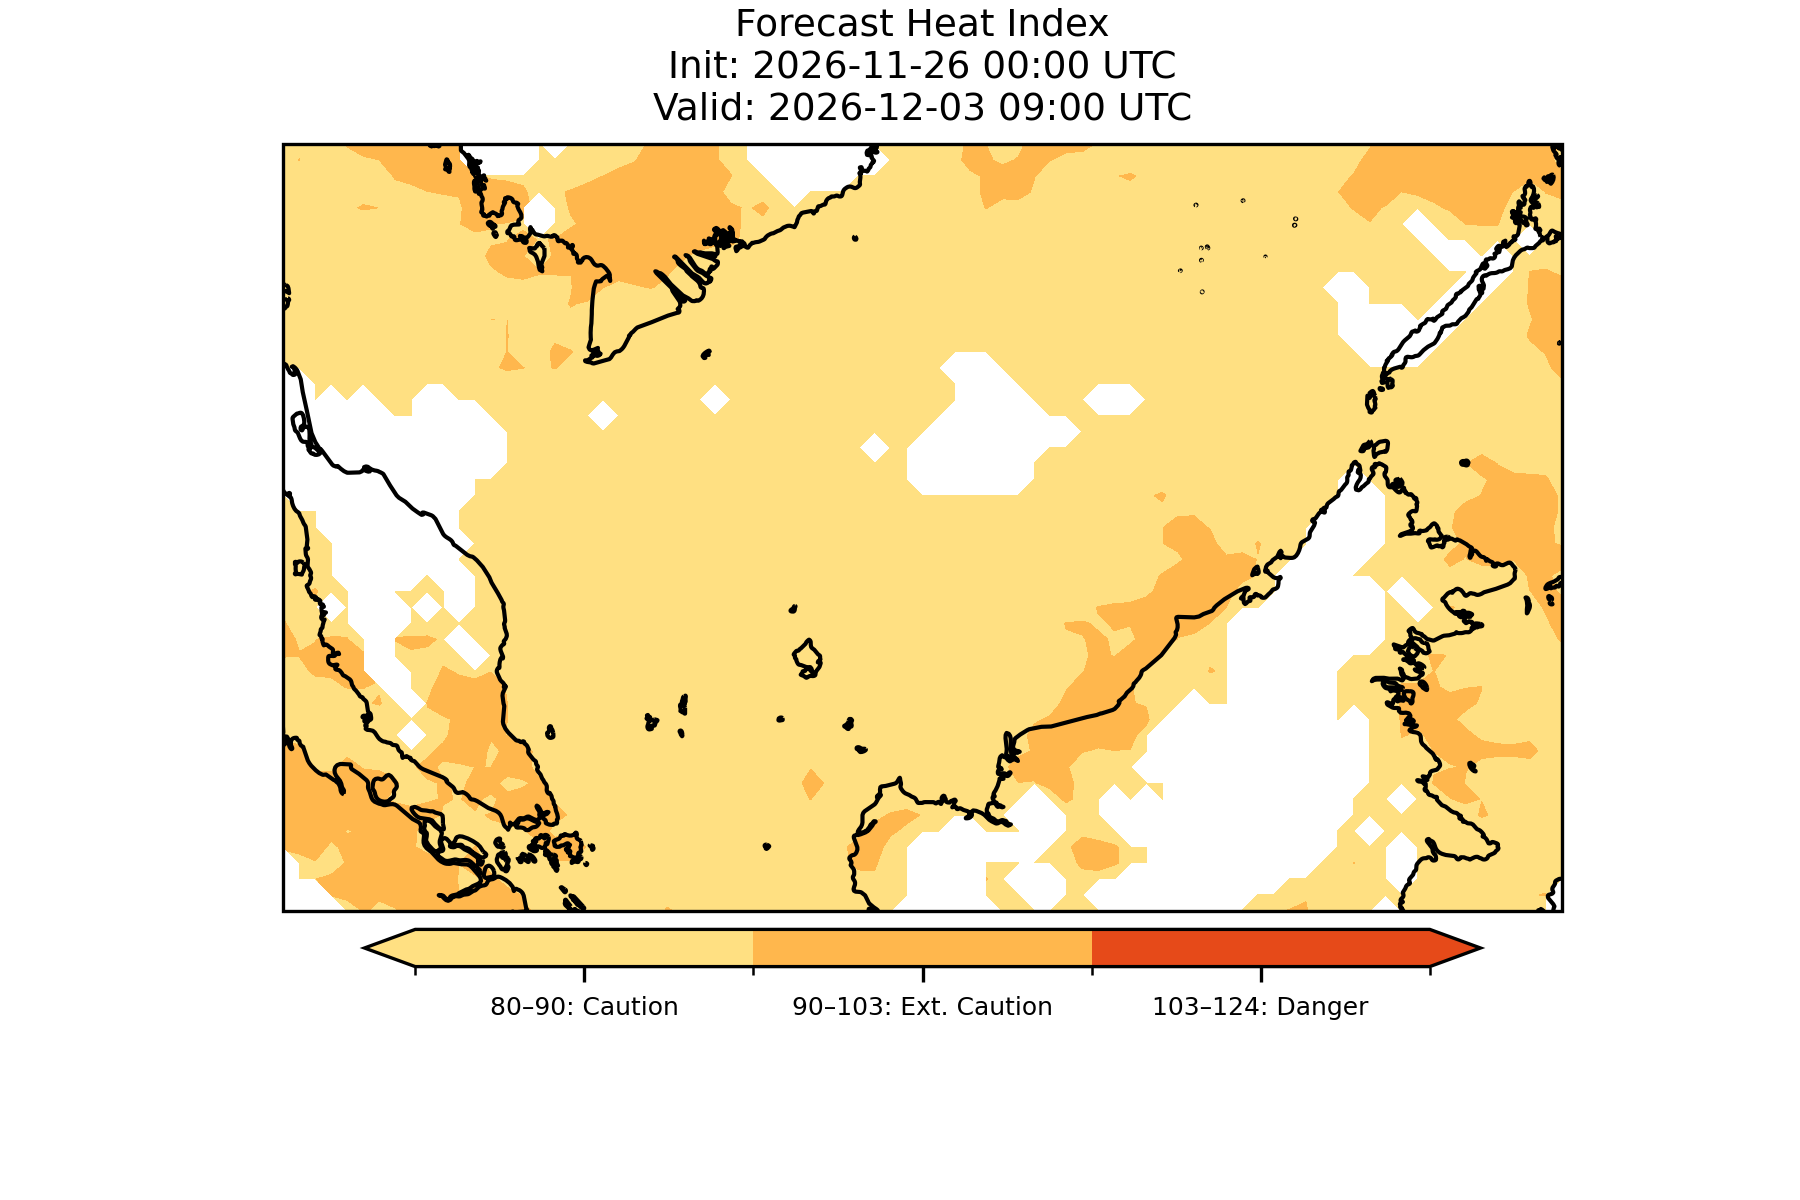 Forecast Heat Index
Init: 2026-11-26 00:00 UTC
Valid: 2026-12-03 09:00 UTC
80–90: Caution
90–103: Ext. Caution
103–124: Danger